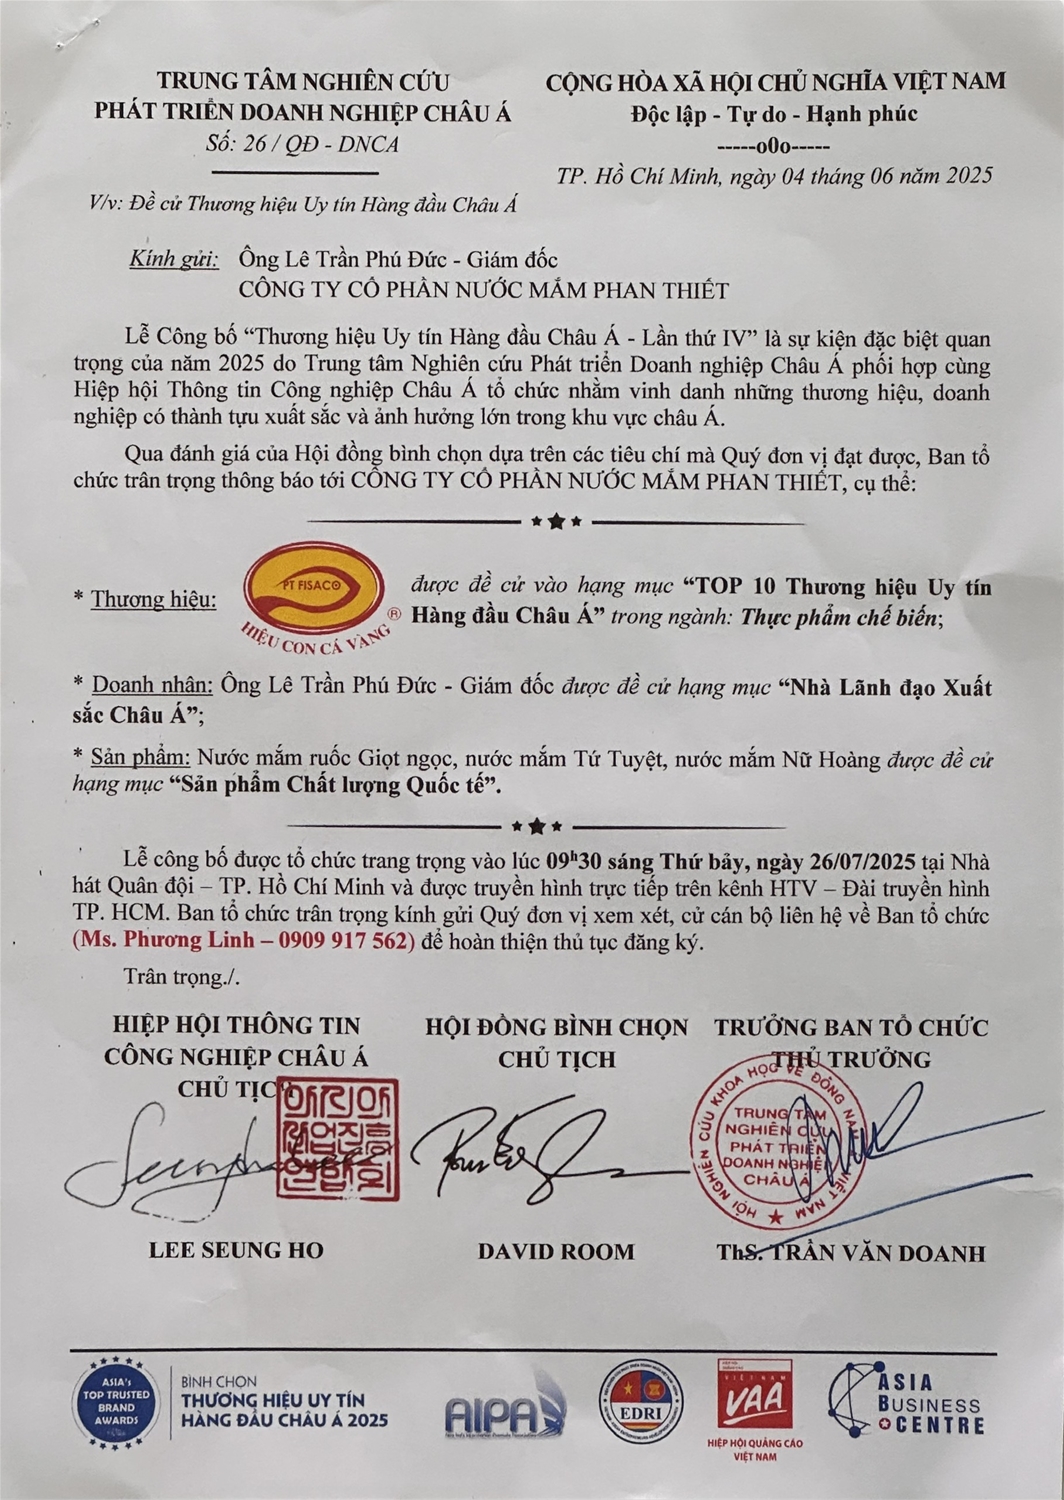 TRUNG TÂM NGHIÊN CỨU
PHÁT TRIỂN DOANH NGHIỆP CHÂU Á
Số: 26 / QĐ - DNCA
V/v: Đề cử Thương hiệu Uy tín Hàng đầu Châu Á
CỘNG HÒA XÃ HỘI CHỦ NGHĨA VIỆT NAM
Độc lập - Tự do - Hạnh phúc
-----o0o-----
TP. Hồ Chí Minh, ngày 04 tháng 06 năm 2025
Kính gửi: Ông Lê Trần Phú Đức - Giám đốc
CÔNG TY CỔ PHẦN NƯỚC MẮM PHAN THIẾT
Lễ Công bố “Thương hiệu Uy tín Hàng đầu Châu Á - Lần thứ IV” là sự kiện đặc biệt quan
trọng của năm 2025 do Trung tâm Nghiên cứu Phát triển Doanh nghiệp Châu Á phối hợp cùng
Hiệp hội Thông tin Công nghiệp Châu Á tổ chức nhằm vinh danh những thương hiệu, doanh
nghiệp có thành tựu xuất sắc và ảnh hưởng lớn trong khu vực châu Á.
Qua đánh giá của Hội đồng bình chọn dựa trên các tiêu chí mà Quý đơn vị đạt được, Ban tổ
chức trân trọng thông báo tới CÔNG TY CỔ PHẦN NƯỚC MẮM PHAN THIẾT, cụ thể:
* Thương hiệu:
PT FISACO
®
HIỆU CON CÁ VÀNG
được đề cử vào hạng mục “TOP 10 Thương hiệu Uy tín
Hàng đầu Châu Á” trong ngành: Thực phẩm chế biến;
* Doanh nhân: Ông Lê Trần Phú Đức - Giám đốc được đề cử hạng mục “Nhà Lãnh đạo Xuất
sắc Châu Á”;
* Sản phẩm: Nước mắm ruốc Giọt ngọc, nước mắm Tứ Tuyệt, nước mắm Nữ Hoàng được đề cử
hạng mục “Sản phẩm Chất lượng Quốc tế”.
Lễ công bố được tổ chức trang trọng vào lúc 09h30 sáng Thứ bảy, ngày 26/07/2025 tại Nhà
hát Quân đội – TP. Hồ Chí Minh và được truyền hình trực tiếp trên kênh HTV – Đài truyền hình
TP. HCM. Ban tổ chức trân trọng kính gửi Quý đơn vị xem xét, cử cán bộ liên hệ về Ban tổ chức
(Ms. Phương Linh – 0909 917 562) để hoàn thiện thủ tục đăng ký.
Trân trọng./.
HIỆP HỘI THÔNG TIN
CÔNG NGHIỆP CHÂU Á
CHỦ TỊCH
LEE SEUNG HO
HỘI ĐỒNG BÌNH CHỌN
CHỦ TỊCH
DAVID ROOM
TRƯỞNG BAN TỔ CHỨC
THỦ TRƯỞNG
HỘI NGHIÊN CỨU KHOA HỌC VỀ ĐÔNG NAM Á VIỆT NAM
TRUNG TÂM
NGHIÊN CỨU
PHÁT TRIỂN
DOANH NGHIỆP
CHÂU Á
ThS. TRẦN VĂN DOANH
ASIA's
TOP TRUSTED
BRAND
AWARDS
BÌNH CHỌN
THƯƠNG HIỆU UY TÍN
HÀNG ĐẦU CHÂU Á 2025
AIPA
EDRI
VIỆT NAM
VAA
HIỆP HỘI QUẢNG CÁO
VIỆT NAM
ASIA
BUSINESS
CENTRE